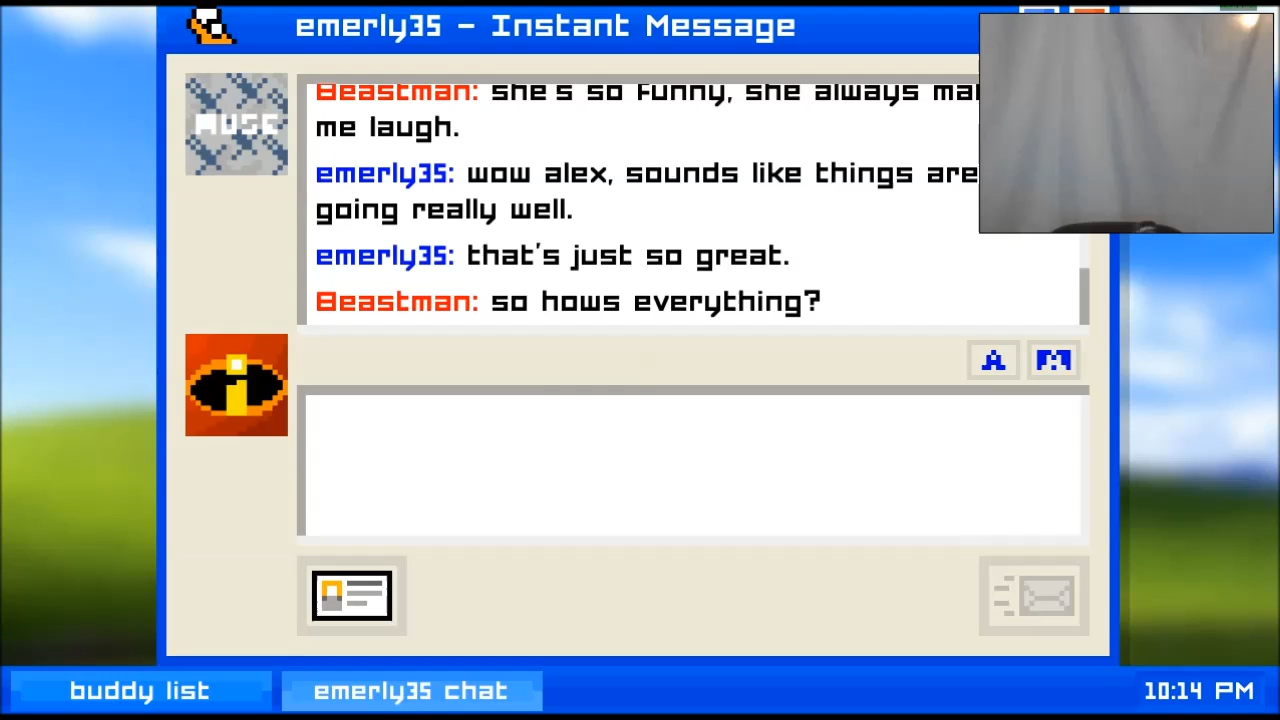 emerly35 - Instant Message
MUSE
Beastman: she's so funny, she always
me laugh.
emerly35: wow alex, sounds like things are
going really well.
emerly35: that's just so great.
Beastman: so hows everything?
A
buddy list
emerly35 chat
10:14 PM